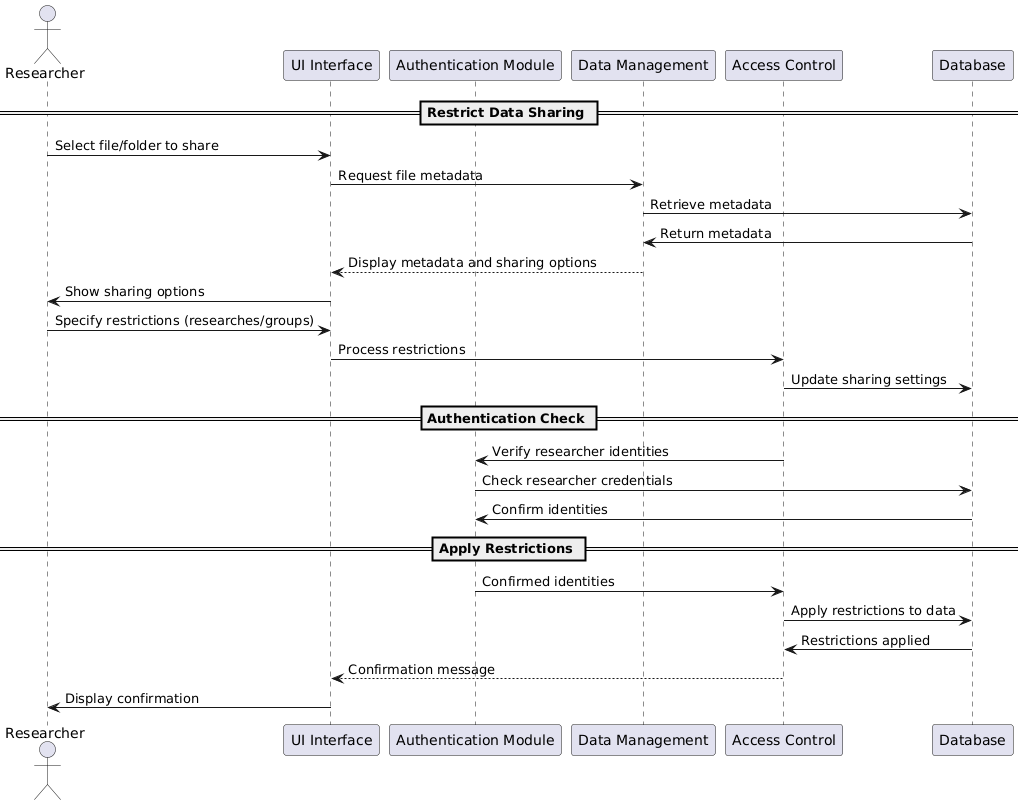 Researcher
UI Interface
Authentication Module
Data Management
Access Control
Database
Restrict Data Sharing
Select file/folder to share
Request file metadata
Retrieve metadata
Return metadata
Display metadata and sharing options
Show sharing options
Specify restrictions (researches/groups)
Process restrictions
Update sharing settings
Authentication Check
Verify researcher identities
Check researcher credentials
Confirm identities
Apply Restrictions
Confirmed identities
Apply restrictions to data
Restrictions applied
Confirmation message
Display confirmation
Researcher
UI Interface
Authentication Module
Data Management
Access Control
Database